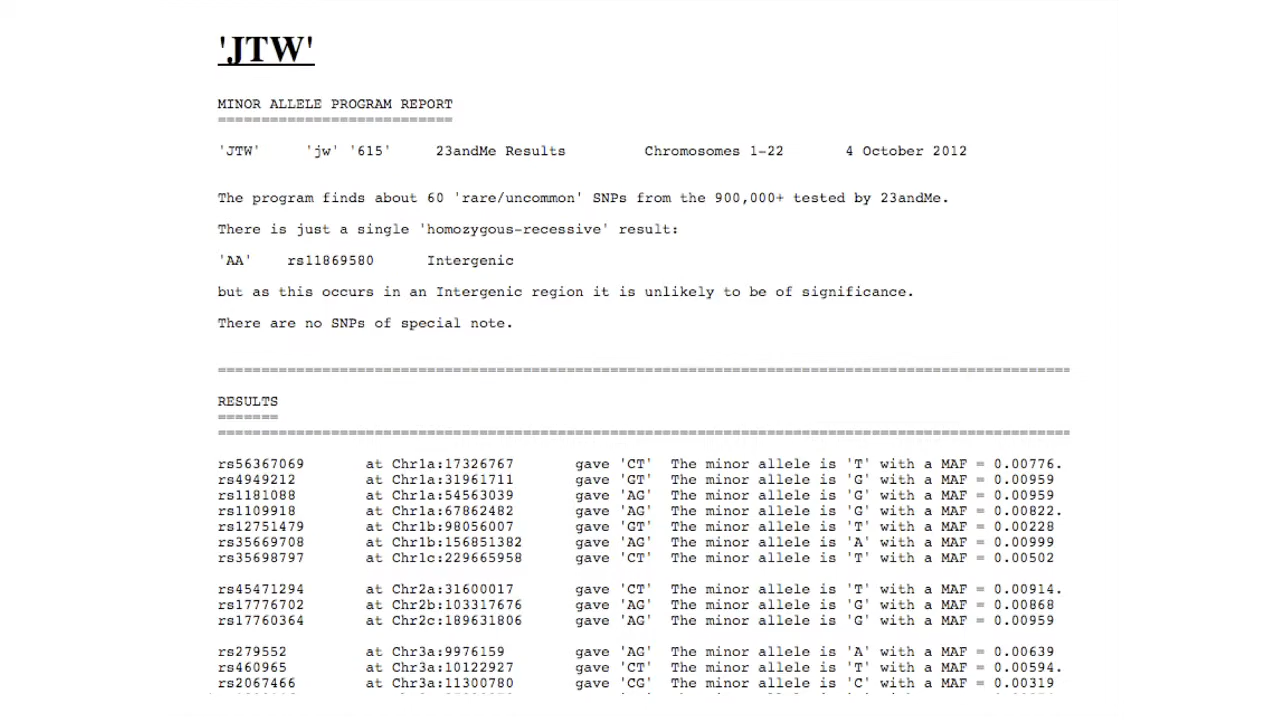 'JTW'
MINOR ALLELE PROGRAM REPORT
===========================
'JTW' 'jw' '615' 23andMe Results Chromosomes 1-22 4 October 2012
The program finds about 60 'rare/uncommon' SNPs from the 900,000+ tested by 23andMe.
There is just a single 'homozygous-recessive' result:
'AA' rs11869580 Intergenic
but as this occurs in an Intergenic region it is unlikely to be of significance.
There are no SNPs of special note.
==================================================================================================
RESULTS
=======
==================================================================================================
rs56367069 at Chr1a:17326767 gave 'CT' The minor allele is 'T' with a MAF = 0.00776.
rs4949212 at Chr1a:31961711 gave 'GT' The minor allele is 'G' with a MAF = 0.00959
rs1181088 at Chr1a:54563039 gave 'AG' The minor allele is 'G' with a MAF = 0.00959
rs1109918 at Chr1a:67862482 gave 'AG' The minor allele is 'G' with a MAF = 0.00822.
rs12751479 at Chr1b:98056007 gave 'GT' The minor allele is 'T' with a MAF = 0.00228
rs35669708 at Chr1b:156851382 gave 'AG' The minor allele is 'A' with a MAF = 0.00999
rs35698797 at Chr1c:229665958 gave 'CT' The minor allele is 'T' with a MAF = 0.00502
rs45471294 at Chr2a:31600017 gave 'CT' The minor allele is 'T' with a MAF = 0.00914.
rs17776702 at Chr2b:103317676 gave 'AG' The minor allele is 'G' with a MAF = 0.00868
rs17760364 at Chr2c:189631806 gave 'AG' The minor allele is 'G' with a MAF = 0.00959
rs279552 at Chr3a:9976159 gave 'AG' The minor allele is 'A' with a MAF = 0.00639
rs460965 at Chr3a:10122927 gave 'CT' The minor allele is 'T' with a MAF = 0.00594.
rs2067466 at Chr3a:11300780 gave 'CG' The minor allele is 'C' with a MAF = 0.00319